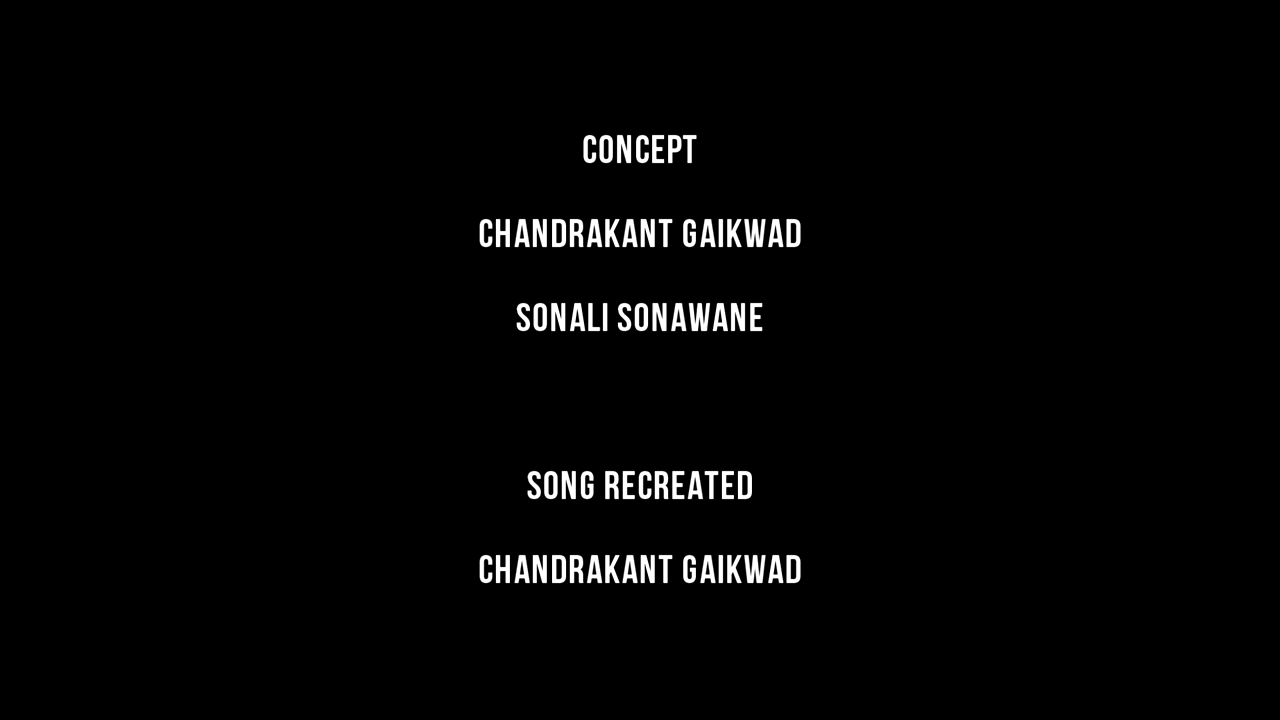 CONCEPT
CHANDRAKANT GAIKWAD
SONALI SONAWANE
SONG RECREATED
CHANDRAKANT GAIKWAD